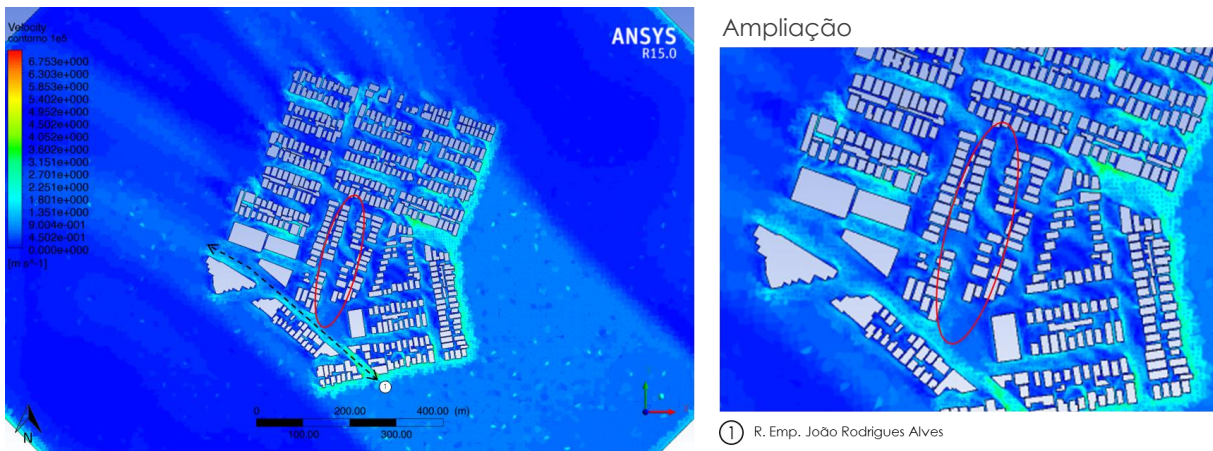 Velocity
contorno 1e6
6.753e+000
6.303e+000
5.853e+000
5.402e+000
4.952e+000
4.502e+000
4.052e+000
3.602e+000
3.151e+000
2.701e+000
2.251e+000
1.801e+000
1.351e+000
9.004e-001
4.502e-001
0.000e+000
[m s^-1]
ANSYS
R15.0
1
N
0 200.00 400.00 (m)
100.00 300.00
Ampliação
1 R. Emp. João Rodrigues Alves